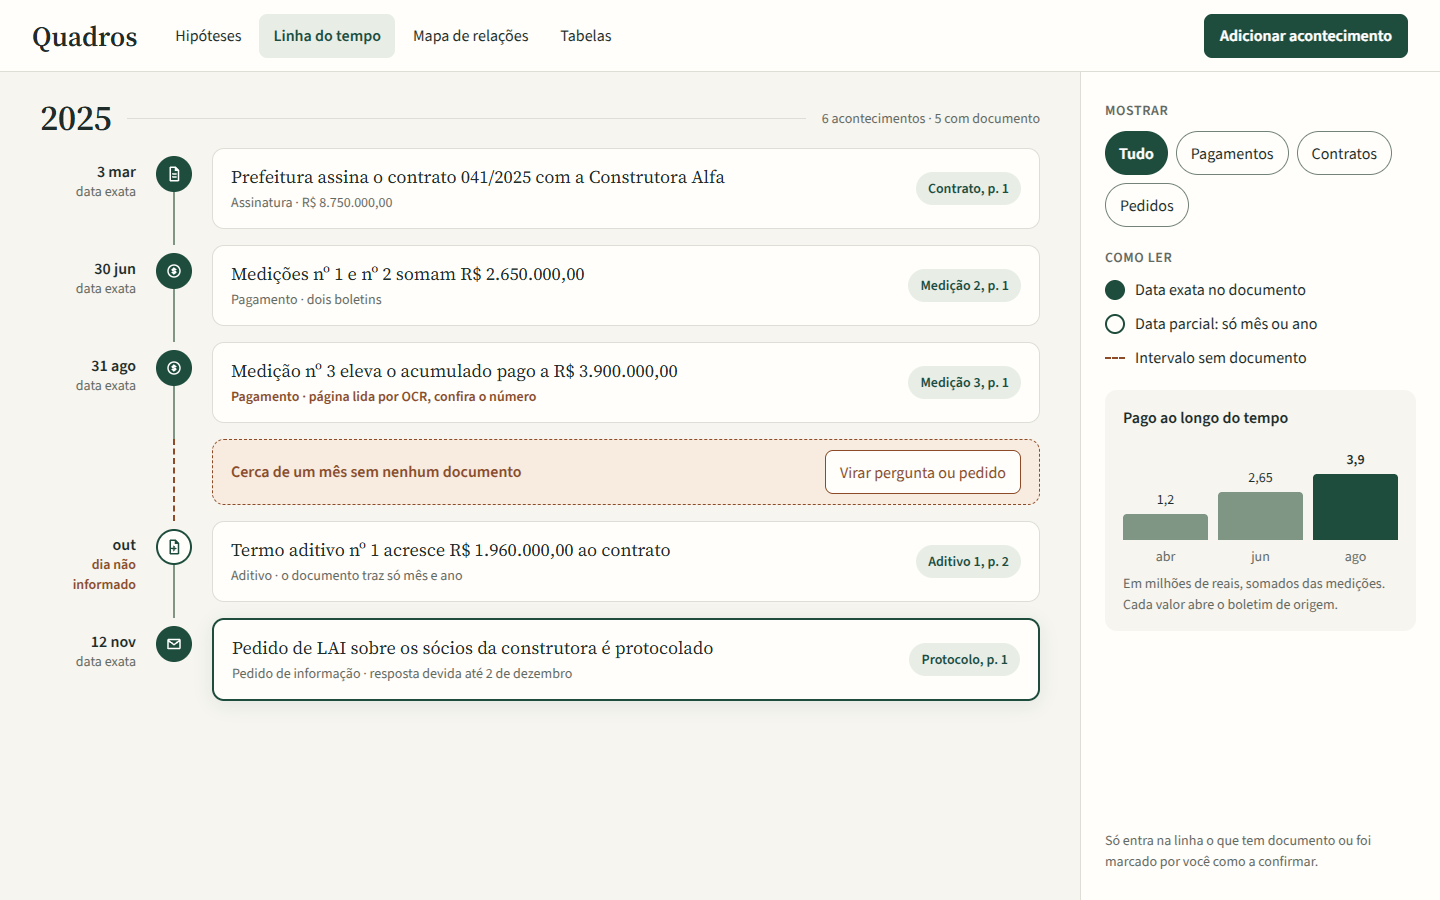 Quadros
Hipóteses
Linha do tempo
Mapa de relações
Tabelas
Adicionar acontecimento
2025
6 acontecimentos · 5 com documento
3 mar
data exata
Prefeitura assina o contrato 041/2025 com a Construtora Alfa
Assinatura · R$ 8.750.000,00
Contrato, p. 1
30 jun
data exata
Medições nº 1 e nº 2 somam R$ 2.650.000,00
Pagamento · dois boletins
Medição 2, p. 1
31 ago
data exata
Medição nº 3 eleva o acumulado pago a R$ 3.900.000,00
Pagamento · página lida por OCR, confira o número
Medição 3, p. 1
Cerca de um mês sem nenhum documento
Virar pergunta ou pedido
out
dia não
informado
Termo aditivo nº 1 acresce R$ 1.960.000,00 ao contrato
Aditivo · o documento traz só mês e ano
Aditivo 1, p. 2
12 nov
data exata
Pedido de LAI sobre os sócios da construtora é protocolado
Pedido de informação · resposta devida até 2 de dezembro
Protocolo, p. 1
MOSTRAR
Tudo
Pagamentos
Contratos
Pedidos
COMO LER
Data exata no documento
Data parcial: só mês ou ano
Intervalo sem documento
Pago ao longo do tempo
1,2
2,65
3,9
abr
jun
ago
Em milhões de reais, somados das medições.
Cada valor abre o boletim de origem.
Só entra na linha o que tem documento ou foi
marcado por você como a confirmar.